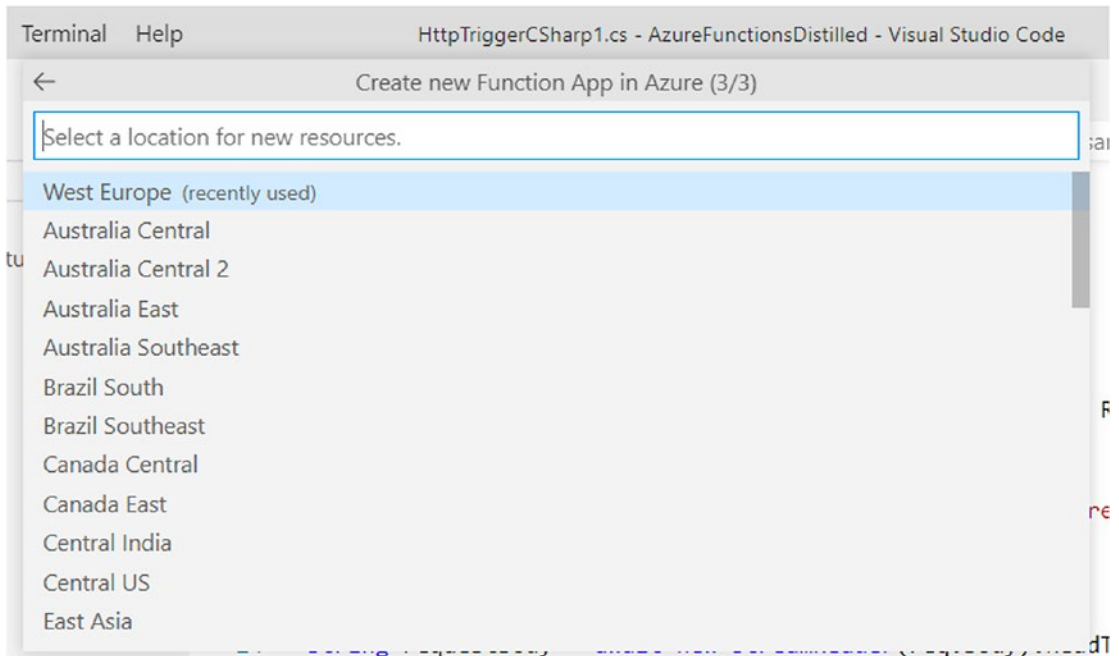 Terminal Help HttpTriggerCSharp1.cs - AzureFunctionsDistilled - Visual Studio Code
← Create new Function App in Azure (3/3)
Select a location for new resources.
West Europe (recently used)
Australia Central
Australia Central 2
Australia East
Australia Southeast
Brazil South
Brazil Southeast
Canada Central
Canada East
Central India
Central US
East Asia